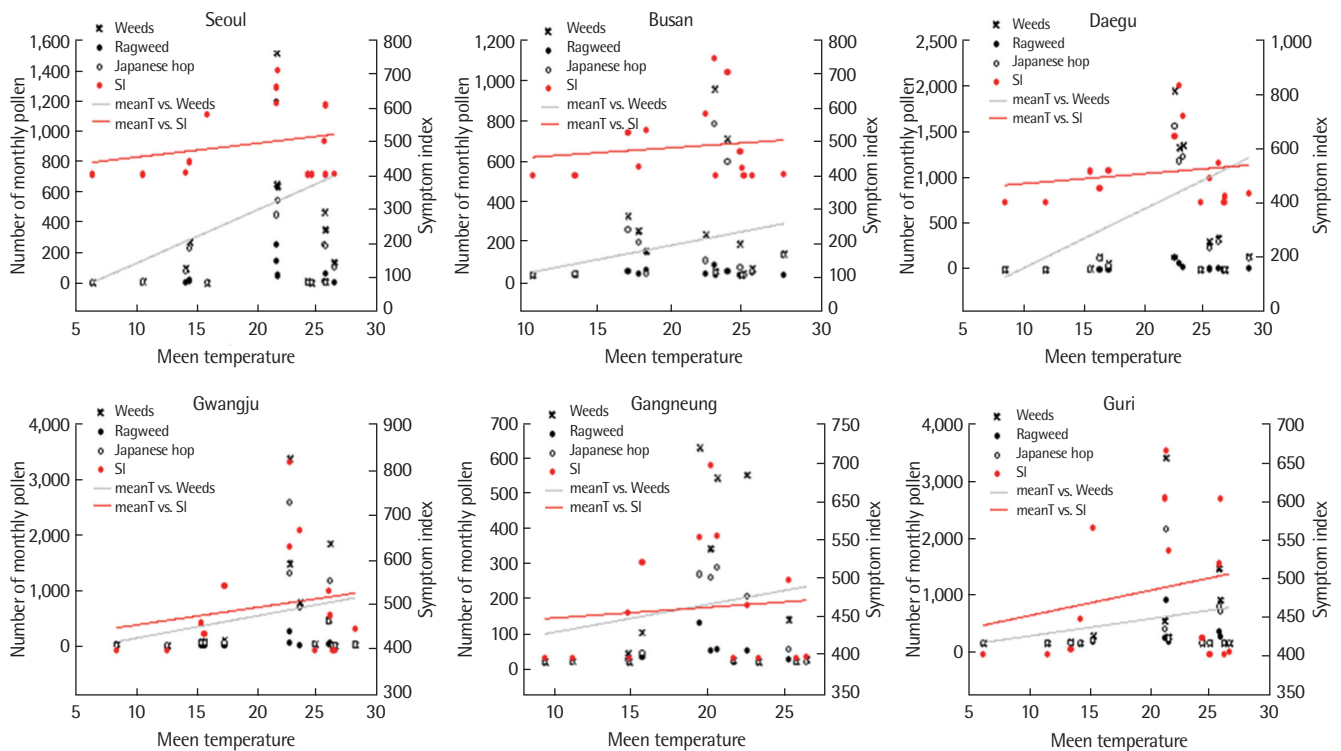 Seoul
Weeds
Ragweed
Japanese hop
SI
meanT vs. Weeds
meanT vs. SI
Number of monthly pollen
1,600
1,400
1,200
1,000
800
600
400
200
0
Symptom index
800
700
600
500
400
300
200
100
0
5 10 15 20 25 30
Meen temperature
Busan
Weeds
Ragweed
Japanese hop
SI
meanT vs. Weeds
meanT vs. SI
Number of monthly pollen
1,200
1,000
800
600
400
200
0
Symptom index
800
700
600
500
400
300
200
100
0
10 15 20 25 30
Meen temperature
Daegu
Weeds
Ragweed
Japanese hop
SI
meanT vs. Weeds
meanT vs. SI
Number of monthly pollen
2,500
2,000
1,500
1,000
500
0
Symptom index
1,000
800
600
400
200
0
5 10 15 20 25 30
Meen temperature
Gwangju
Weeds
Ragweed
Japanese hop
SI
meanT vs. Weeds
meanT vs. SI
Number of monthly pollen
4,000
3,000
2,000
1,000
0
Symptom index
900
800
700
600
500
400
300
5 10 15 20 25 30
Meen temperature
Gangneung
Weeds
Ragweed
Japanese hop
SI
meanT vs. Weeds
meanT vs. SI
Number of monthly pollen
700
600
500
400
300
200
100
0
Symptom index
750
700
650
600
550
500
450
400
350
10 15 20 25
Meen temperature
Guri
Weeds
Ragweed
Japanese hop
SI
meanT vs. Weeds
meanT vs. SI
Number of monthly pollen
4,000
3,000
2,000
1,000
0
Symptom index
700
650
600
550
500
450
400
350
5 10 15 20 25 30
Meen temperature